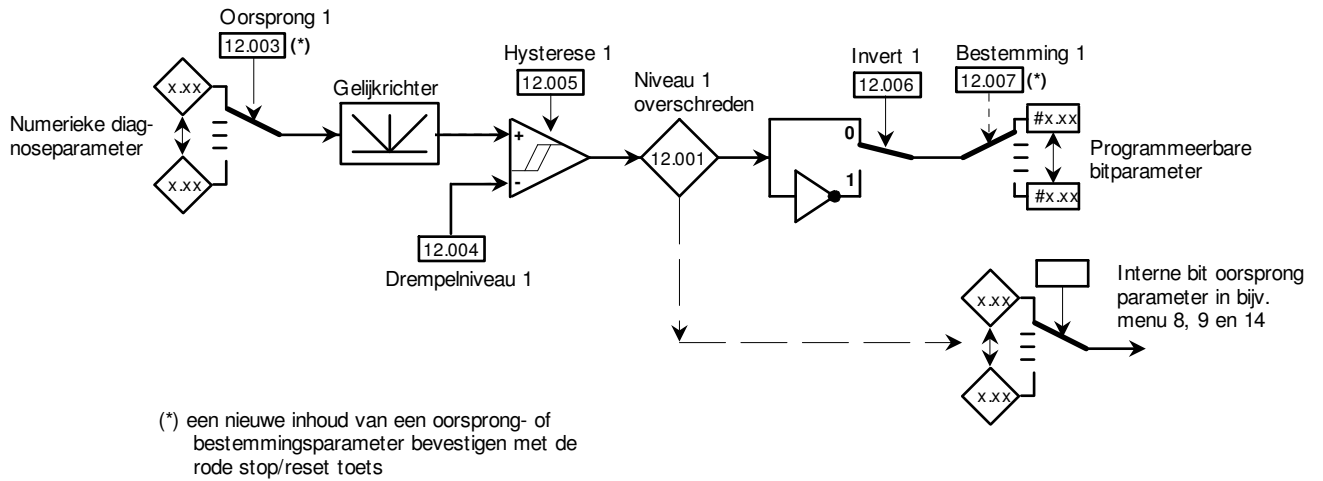 Oorsprong 1
12.003 (*)
x.xx
x.xx
Numerieke diag-
noseparameter
Gelijkrichter
Hysterese 1
12.005
+
-
12.004
Drempelniveau 1
Niveau 1
overschreden
12.001
Invert 1
12.006
0
1
Bestemming 1
12.007 (*)
#x.xx
#x.xx
Programmeerbare
bitparameter
x.xx
x.xx
Interne bit oorsprong
parameter in bijv.
menu 8, 9 en 14
(*) een nieuwe inhoud van een oorsprong- of
bestemmingsparameter bevestigen met de
rode stop/reset toets